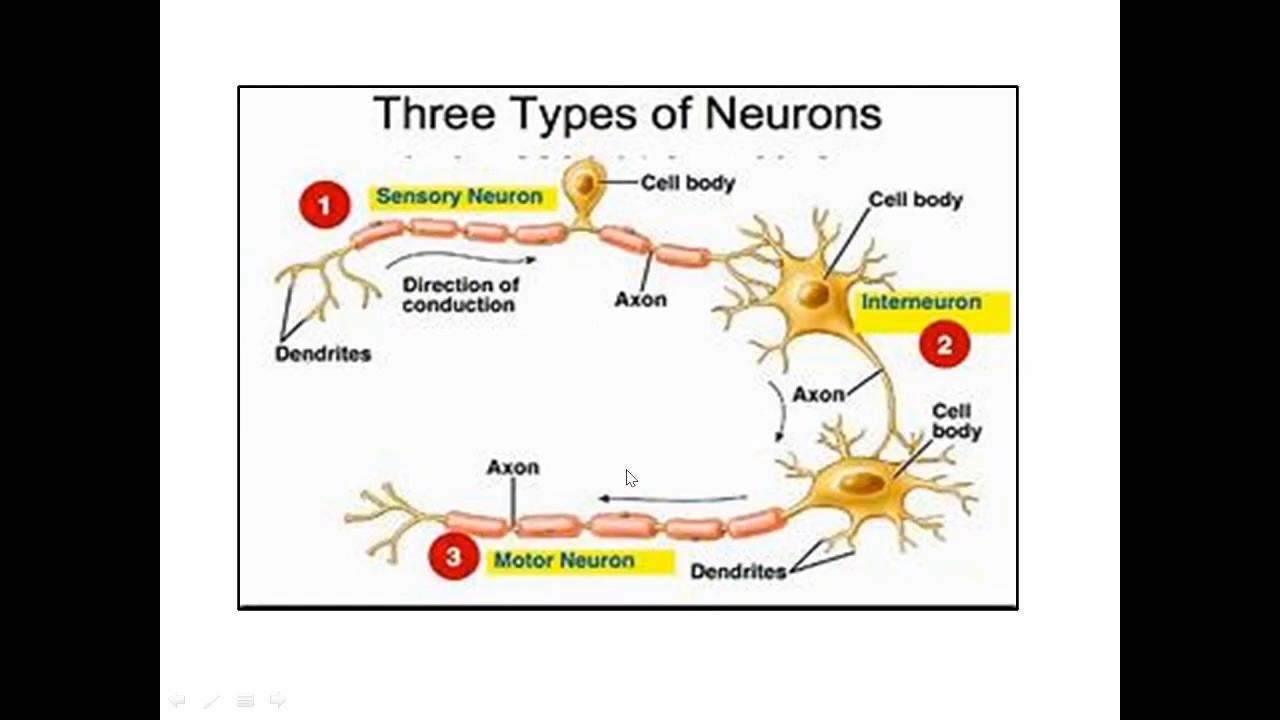 Three Types of Neurons
1
Sensory Neuron
Cell body
Cell body
Direction of
conduction
Axon
Interneuron
2
Dendrites
Axon
Cell
body
Axon
3
Motor Neuron
Dendrites